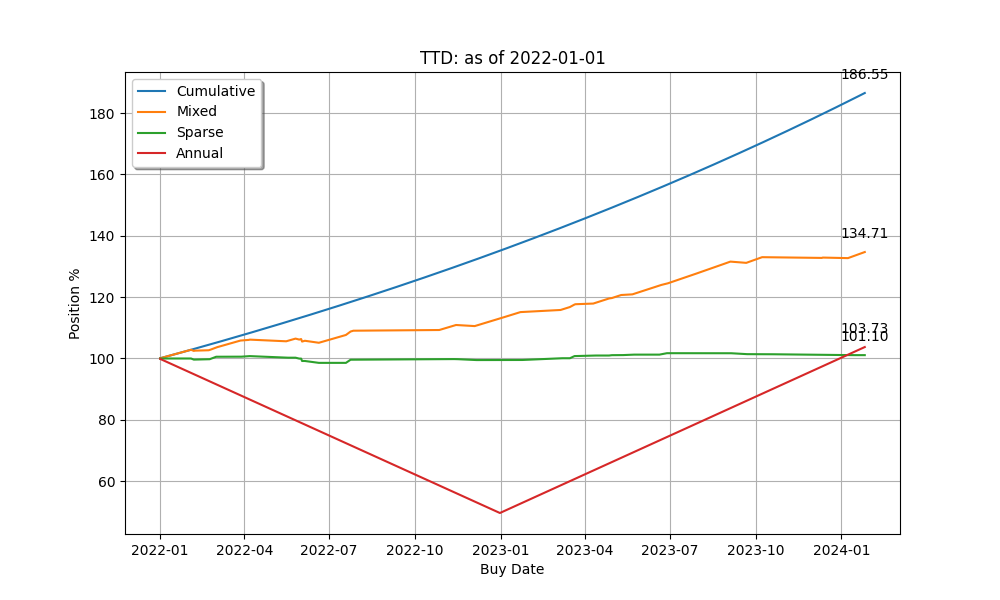 TTD: as of 2022-01-01
Cumulative
Mixed
Sparse
Annual
186.55
134.71
103.73
101.10
Position %
180
160
140
120
100
80
60
2022-01
2022-04
2022-07
2022-10
2023-01
2023-04
2023-07
2023-10
2024-01
Buy Date